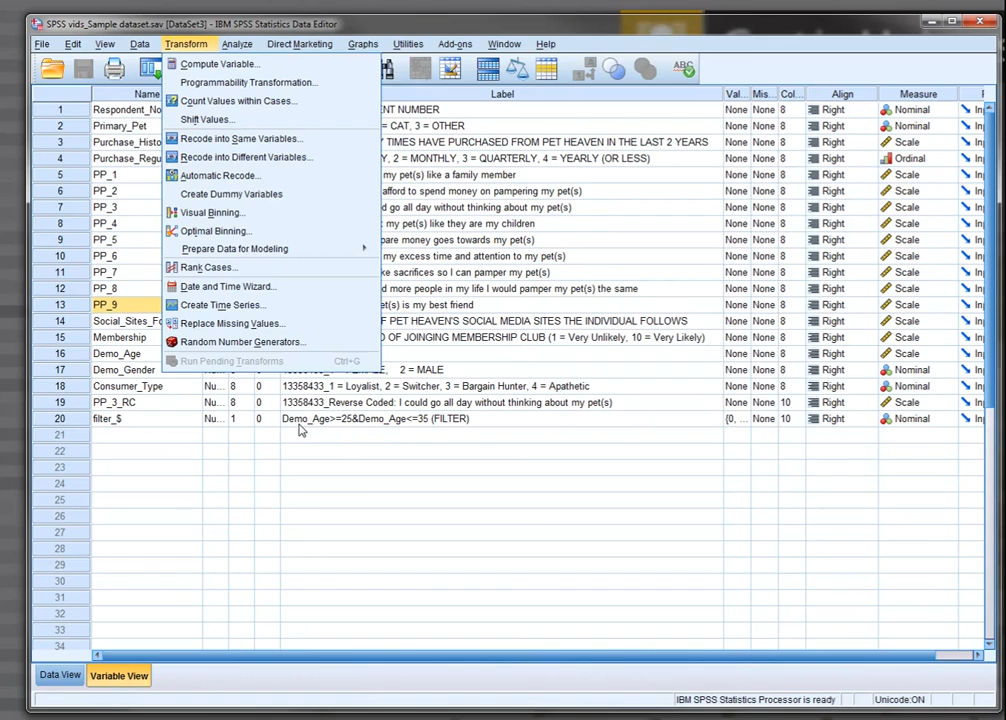 SPSS vids_Sample dataset.sav [DataSet3] - IBM SPSS Statistics Data Editor
File Edit View Data Transform Analyze Direct Marketing Graphs Utilities Add-ons Window Help
Compute Variable...
Programmability Transformation...
Count Values within Cases...
Shift Values...
Recode into Same Variables...
Recode into Different Variables...
Automatic Recode...
Create Dummy Variables
Visual Binning...
Optimal Binning...
Prepare Data for Modeling
Rank Cases...
Date and Time Wizard...
Create Time Series...
Replace Missing Values...
Random Number Generators...
Run Pending Transforms Ctrl+G
Name Label Val... Mis... Col... Align Measure
1 Respondent_No ENT NUMBER None None 8 Right Nominal
2 Primary_Pet = CAT, 3 = OTHER None None 8 Right Nominal
3 Purchase_Histo Y TIMES HAVE PURCHASED FROM PET HEAVEN IN THE LAST 2 YEARS None None 8 Right Scale
4 Purchase_Regu Y, 2 = MONTHLY, 3 = QUARTERLY, 4 = YEARLY (OR LESS) None None 8 Right Ordinal
5 PP_1 my pet(s) like a family member None None 8 Right Scale
6 PP_2 afford to spend money on pampering my pet(s) None None 8 Right Scale
7 PP_3 d go all day without thinking about my pet(s) None None 8 Right Scale
8 PP_4 my pet(s) like they are my children None None 8 Right Scale
9 PP_5 pare money goes towards my pet(s) None None 8 Right Scale
10 PP_6 my excess time and attention to my pet(s) None None 8 Right Scale
11 PP_7 ke sacrifices so I can pamper my pet(s) None None 8 Right Scale
12 PP_8 d more people in my life I would pamper my pet(s) the same None None 8 Right Scale
13 PP_9 et(s) is my best friend None None 8 Right Scale
14 Social_Sites_Fo OF PET HEAVEN'S SOCIAL MEDIA SITES THE INDIVIDUAL FOLLOWS None None 8 Right Scale
15 Membership D OF JOINGING MEMBERSHIP CLUB (1 = Very Unlikely, 10 = Very Likely) None None 8 Right Scale
16 Demo_Age None None 8 Right Scale
17 Demo_Gender 2 = MALE None None 8 Right Nominal
18 Consumer_Type Nu... 8 0 13358433_1 = Loyalist, 2 = Switcher, 3 = Bargain Hunter, 4 = Apathetic None None 8 Right Nominal
19 PP_3_RC Nu... 8 0 13358433_Reverse Coded: I could go all day without thinking about my pet(s) None None 10 Right Scale
20 filter_$ Nu... 1 0 Demo_Age>=25&Demo_Age<=35 (FILTER) {0, ... None 10 Right Nominal
21
22
23
24
25
26
27
28
29
30
31
32
33
34
Data View Variable View
IBM SPSS Statistics Processor is ready Unicode:ON